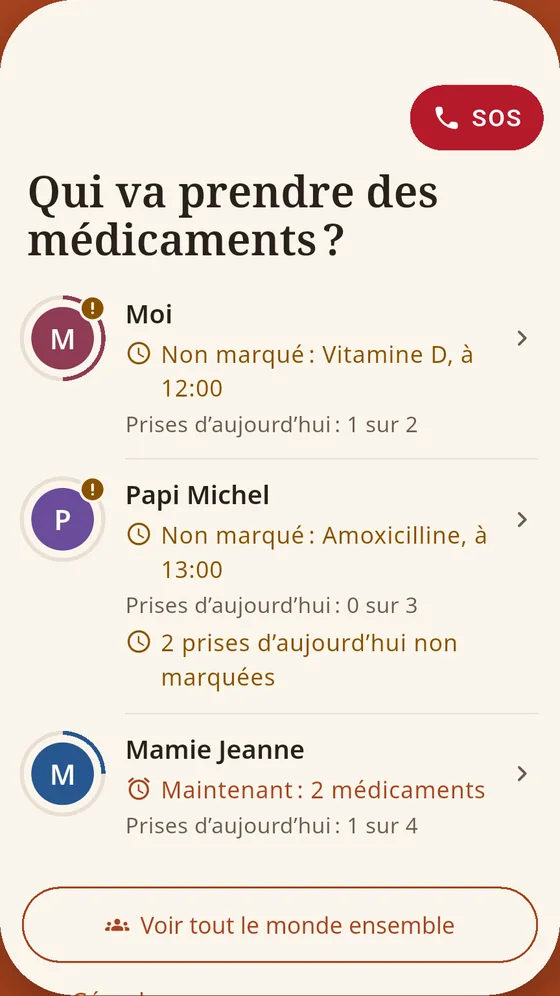 SOS
Qui va prendre des
médicaments ?
M
!
Moi
Non marqué : Vitamine D, à
12:00
Prises d’aujourd’hui : 1 sur 2
P
!
Papi Michel
Non marqué : Amoxicilline, à
13:00
Prises d’aujourd’hui : 0 sur 3
2 prises d’aujourd’hui non
marquées
M
Mamie Jeanne
Maintenant : 2 médicaments
Prises d’aujourd’hui : 1 sur 4
Voir tout le monde ensemble